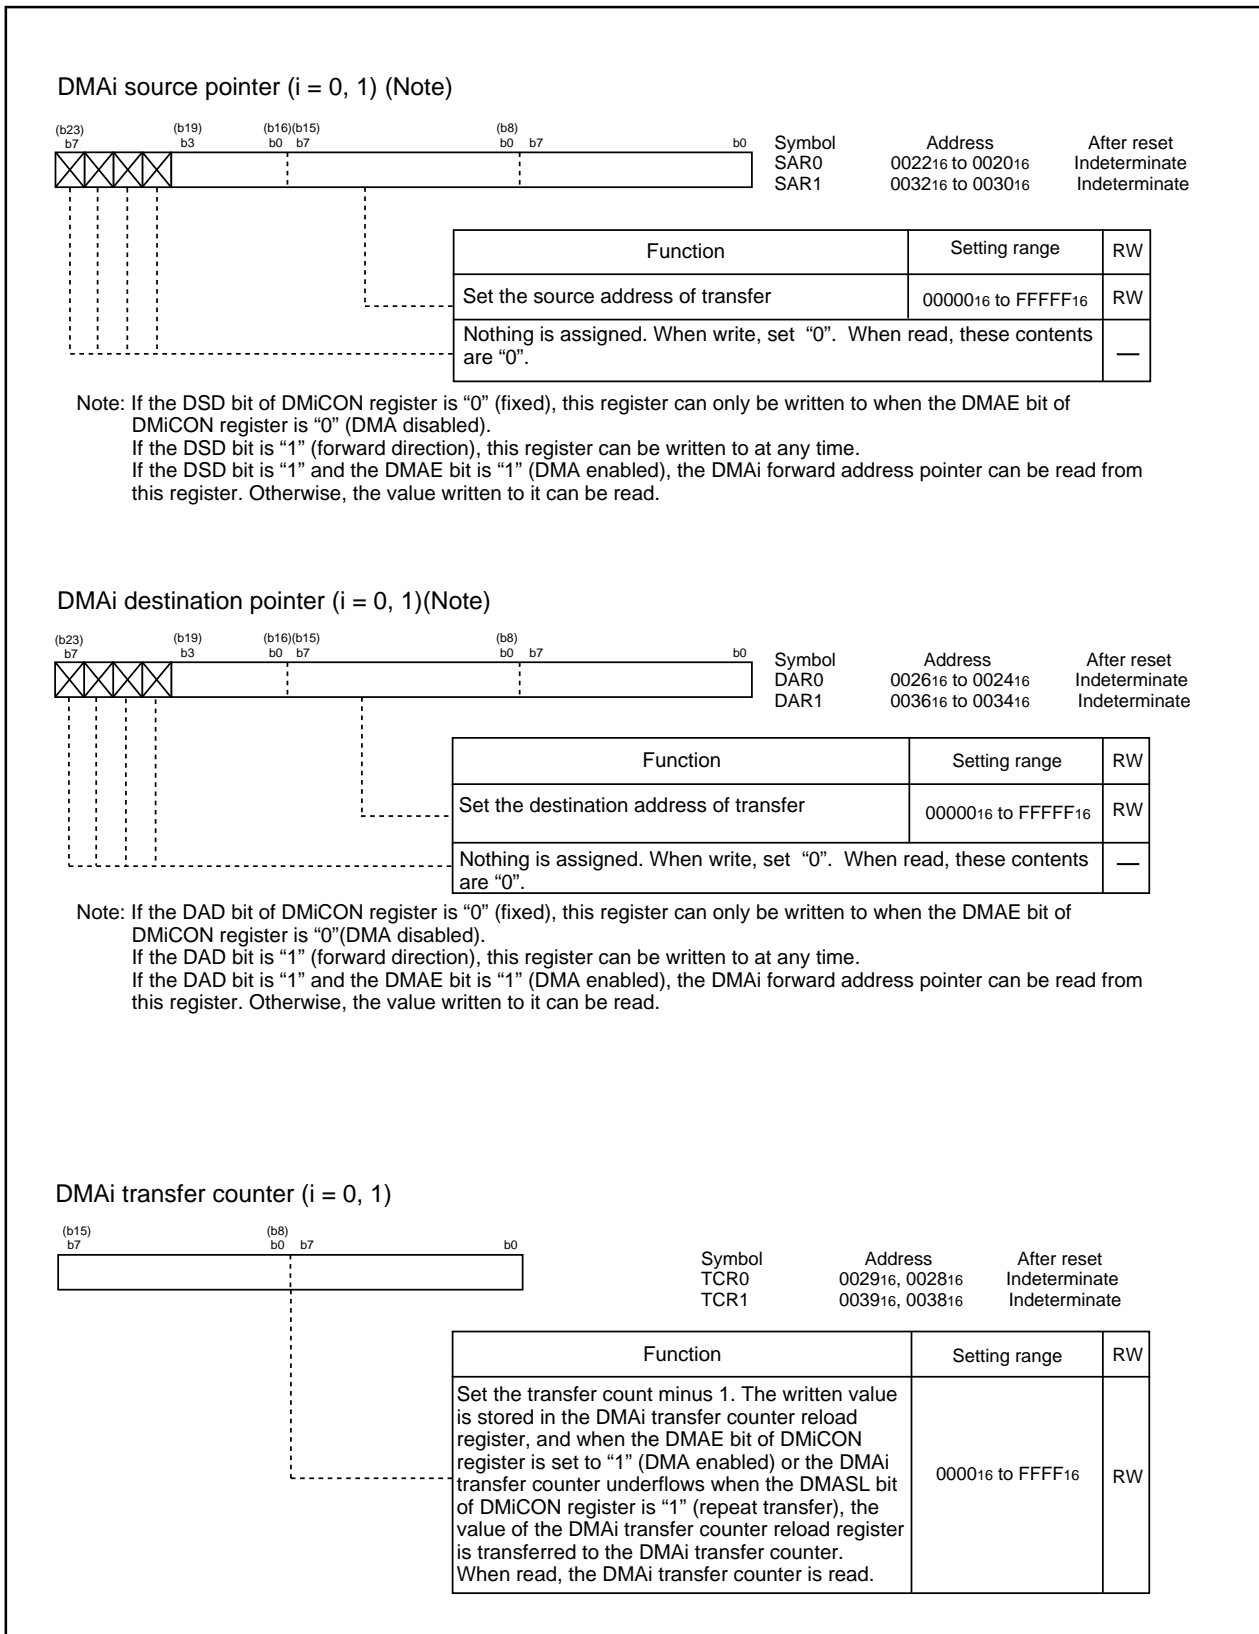 DMAi source pointer (i = 0, 1) (Note)
(b23) (b19) (b16)(b15) (b8)
b7 b3 b0 b7 b0 b7 b0
Symbol Address After reset
SAR0 002216 to 002016 Indeterminate
SAR1 003216 to 003016 Indeterminate
Function Setting range RW
Set the source address of transfer 0000016 to FFFFF16 RW
Nothing is assigned. When write, set “0”. When read, these contents
are “0”. —
Note: If the DSD bit of DMiCON register is “0” (fixed), this register can only be written to when the DMAE bit of
DMiCON register is “0” (DMA disabled).
If the DSD bit is “1” (forward direction), this register can be written to at any time.
If the DSD bit is “1” and the DMAE bit is “1” (DMA enabled), the DMAi forward address pointer can be read from
this register. Otherwise, the value written to it can be read.
DMAi destination pointer (i = 0, 1)(Note)
(b23) (b19) (b16)(b15) (b8)
b7 b3 b0 b7 b0 b7 b0
Symbol Address After reset
DAR0 002616 to 002416 Indeterminate
DAR1 003616 to 003416 Indeterminate
Function Setting range RW
Set the destination address of transfer 0000016 to FFFFF16 RW
Nothing is assigned. When write, set “0”. When read, these contents
are “0”. —
Note: If the DAD bit of DMiCON register is “0” (fixed), this register can only be written to when the DMAE bit of
DMiCON register is “0”(DMA disabled).
If the DAD bit is “1” (forward direction), this register can be written to at any time.
If the DAD bit is “1” and the DMAE bit is “1” (DMA enabled), the DMAi forward address pointer can be read from
this register. Otherwise, the value written to it can be read.
DMAi transfer counter (i = 0, 1)
(b15) (b8)
b7 b0 b7 b0
Symbol Address After reset
TCR0 002916, 002816 Indeterminate
TCR1 003916, 003816 Indeterminate
Function Setting range RW
Set the transfer count minus 1. The written value
is stored in the DMAi transfer counter reload
register, and when the DMAE bit of DMiCON
register is set to “1” (DMA enabled) or the DMAi
transfer counter underflows when the DMASL bit
of DMiCON register is “1” (repeat transfer), the
value of the DMAi transfer counter reload register
is transferred to the DMAi transfer counter.
When read, the DMAi transfer counter is read.
000016 to FFFF16 RW